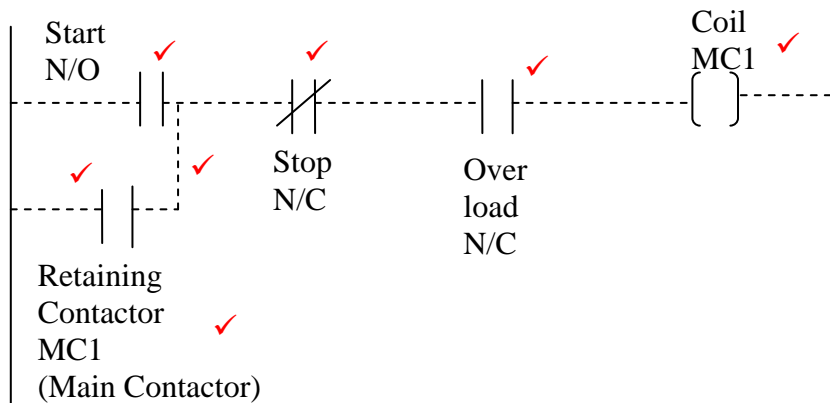 Start
N/O
Coil
MC1
Stop
N/C
Over
load
N/C
Retaining
Contactor
MC1
(Main Contactor)